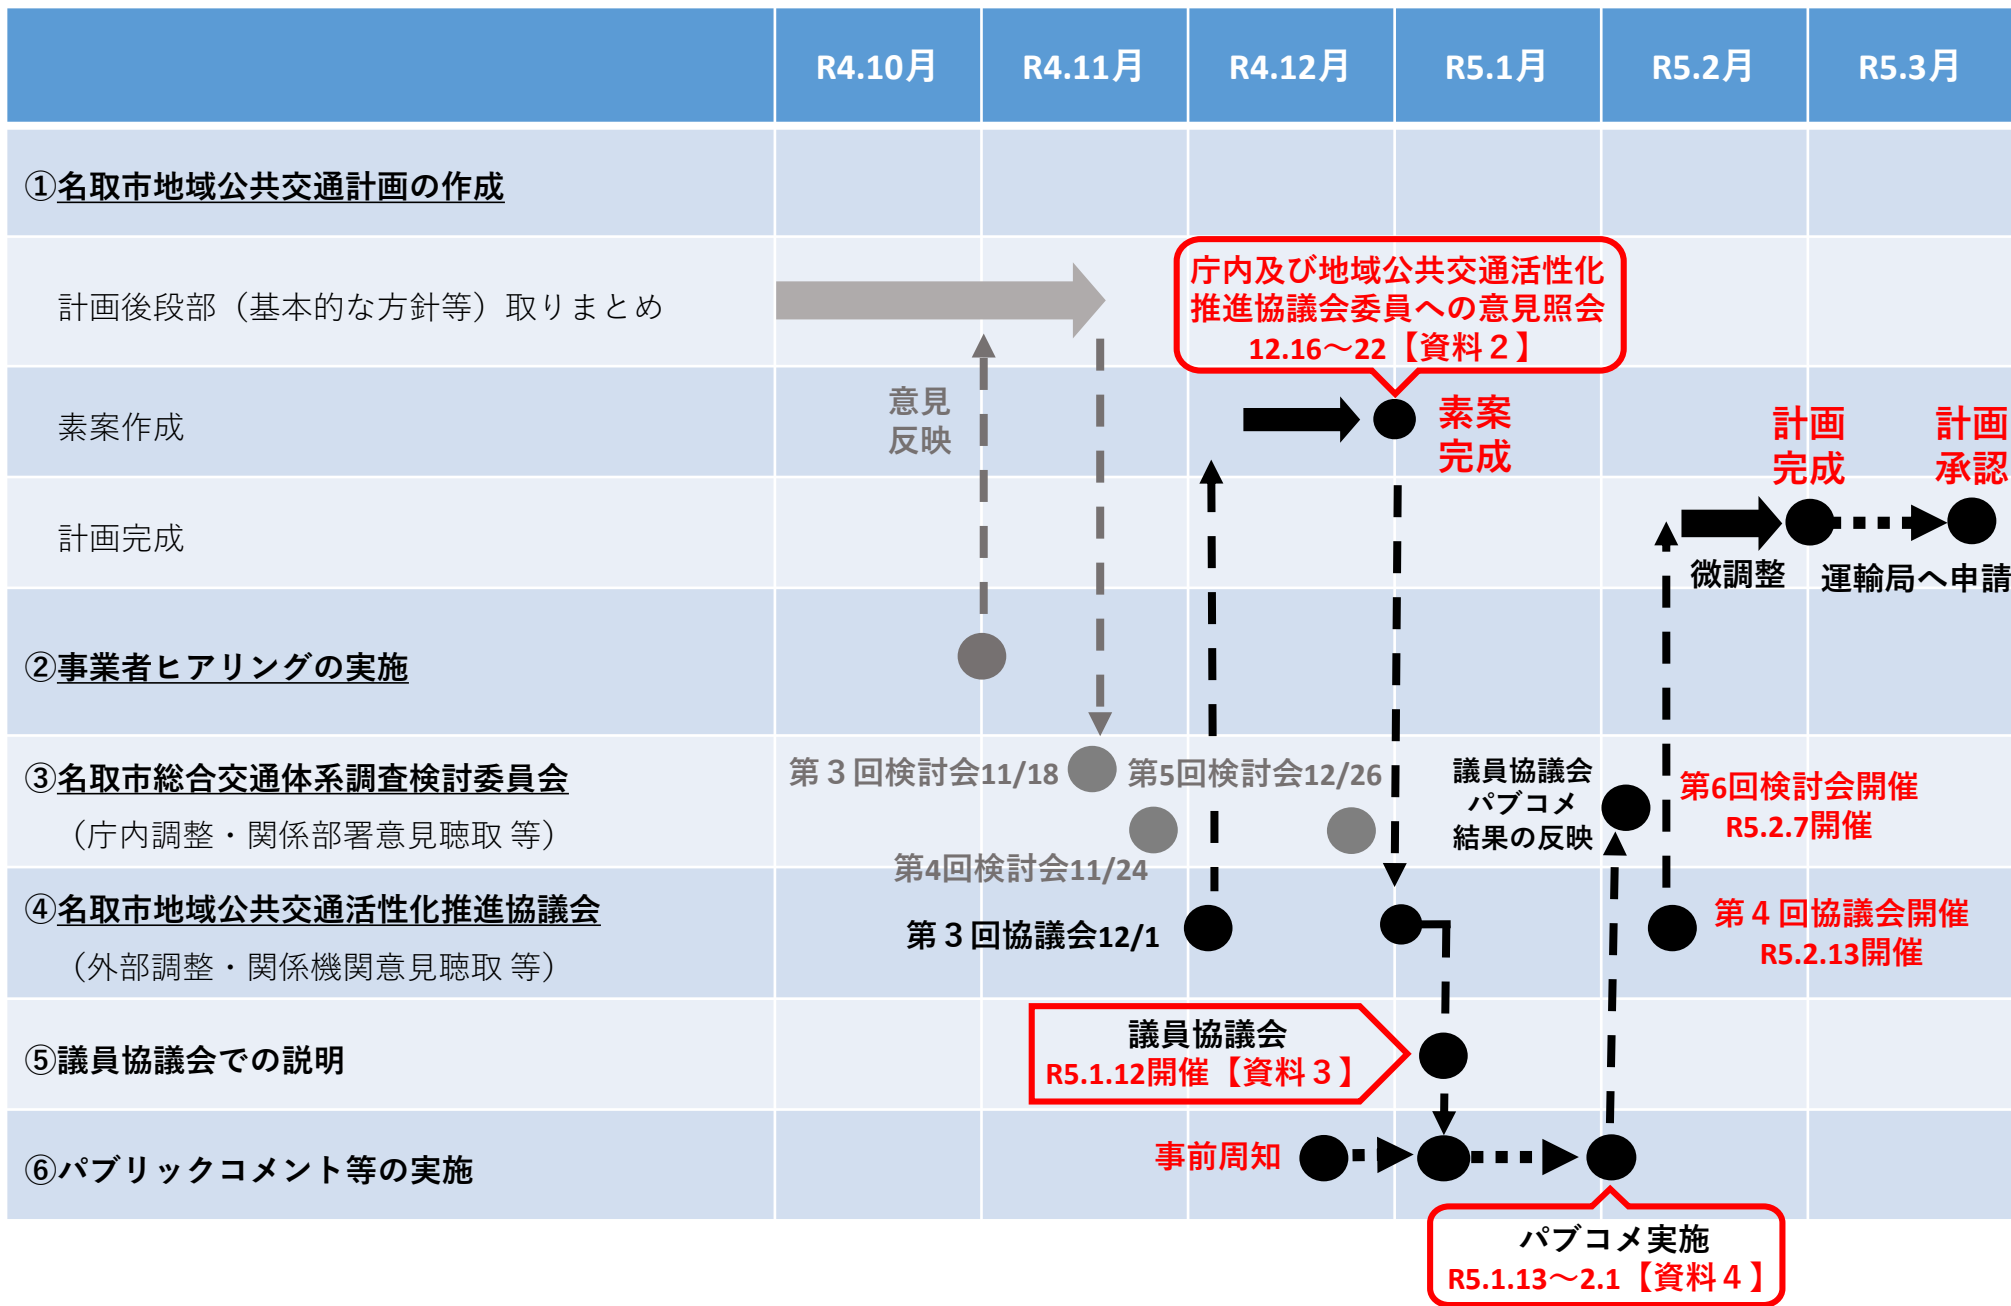 R4.10月
R4.11月
R4.12月
R5.1月
R5.2月
R5.3月
①名取市地域公共交通計画の作成
計画後段部（基本的な方針等）取りまとめ
庁内及び地域公共交通活性化
推進協議会委員への意見照会
12.16～22【資料２】
素案作成
意見
反映
素案
完成
計画
完成
計画
承認
計画完成
微調整
運輸局へ申請
②事業者ヒアリングの実施
③名取市総合交通体系調査検討委員会
（庁内調整・関係部署意見聴取 等）
第３回検討会11/18
第5回検討会12/26
第4回検討会11/24
議員協議会
パブコメ
結果の反映
第6回検討会開催
R5.2.7開催
④名取市地域公共交通活性化推進協議会
（外部調整・関係機関意見聴取 等）
第３回協議会12/1
第４回協議会開催
R5.2.13開催
⑤議員協議会での説明
議員協議会
R5.1.12開催【資料３】
⑥パブリックコメント等の実施
事前周知
パブコメ実施
R5.1.13～2.1【資料４】